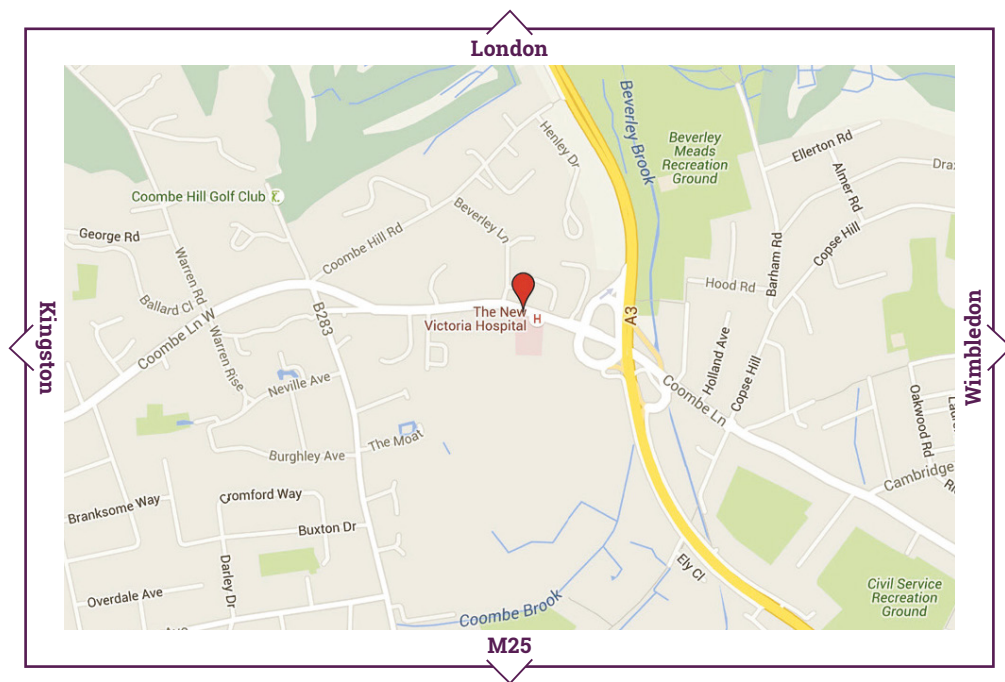 London
Beverley Brook
Henley Dr
Beverley
Meads
Recreation
Ground
Ellerton Rd
Almer Rd
Coombe Hill Golf Club
George Rd
Warren Rd
Coombe Hill Rd
Beverley Ln
Barham Rd
Copse Hill
Ballard Cl
Hood Rd
Kingston
Coombe Ln W
B283
The New
Victoria Hospital
H
A3
Wimbledon
Warren Rise
Neville Ave
Holland Ave
Copse Hill
Coombe Ln
Oakwood Rd
The Moat
Burghley Ave
Cambridge
Branksome Way
Cromford Way
Buxton Dr
Darley Dr
Overdale Ave
Ely Cl
Coombe Brook
Civil Service
Recreation
Ground
M25